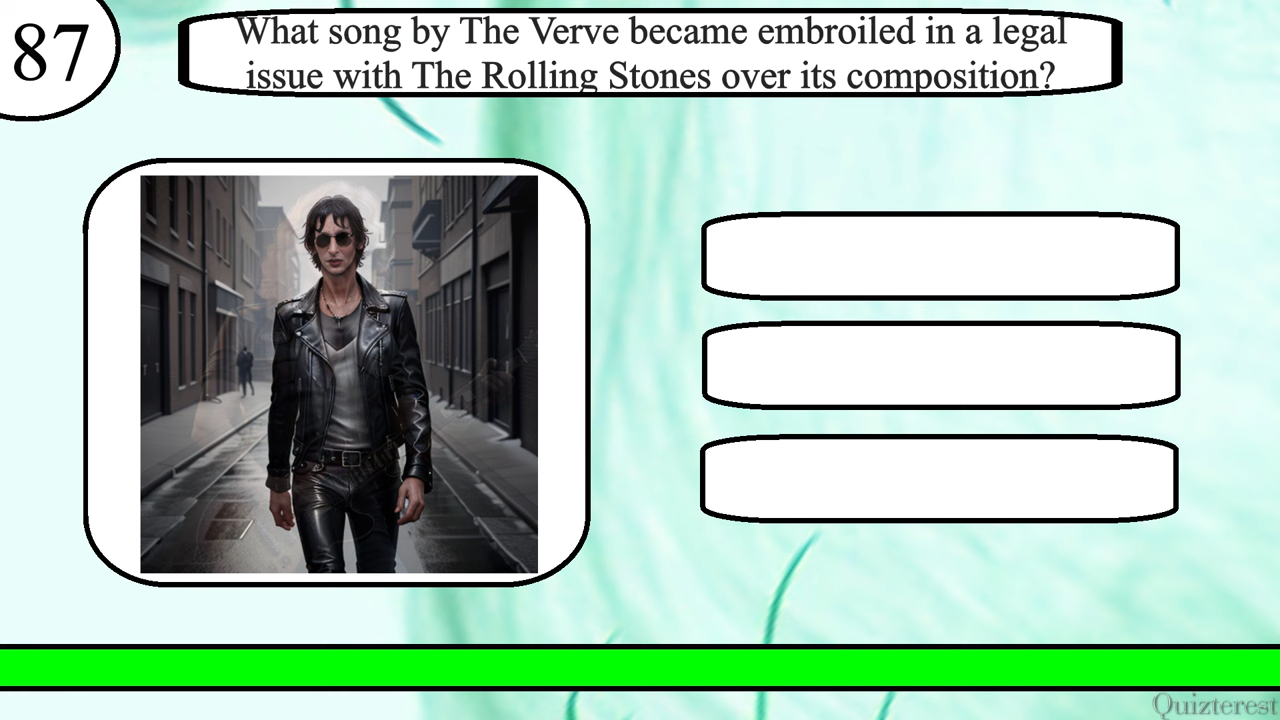 87
What song by The Verve became embroiled in a legal
issue with The Rolling Stones over its composition?
Quizterest